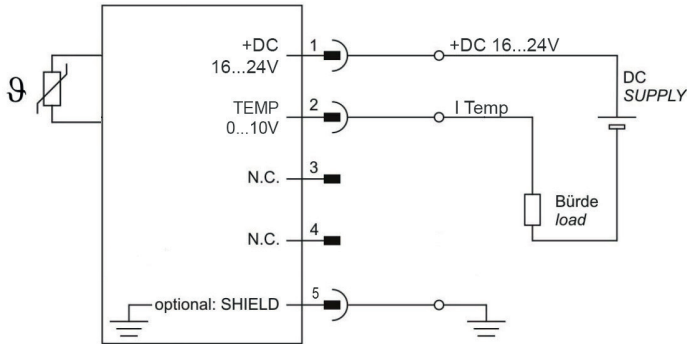 +DC
16...24V
1
+DC 16...24V
DC
SUPPLY
ϑ
TEMP
0...10V
2
I Temp
N.C.
3
Bürde
load
N.C.
4
optional: SHIELD
5